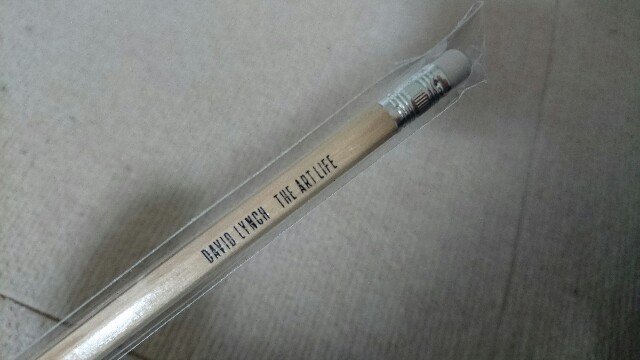 DAVID LYNCH THE ART LIFE